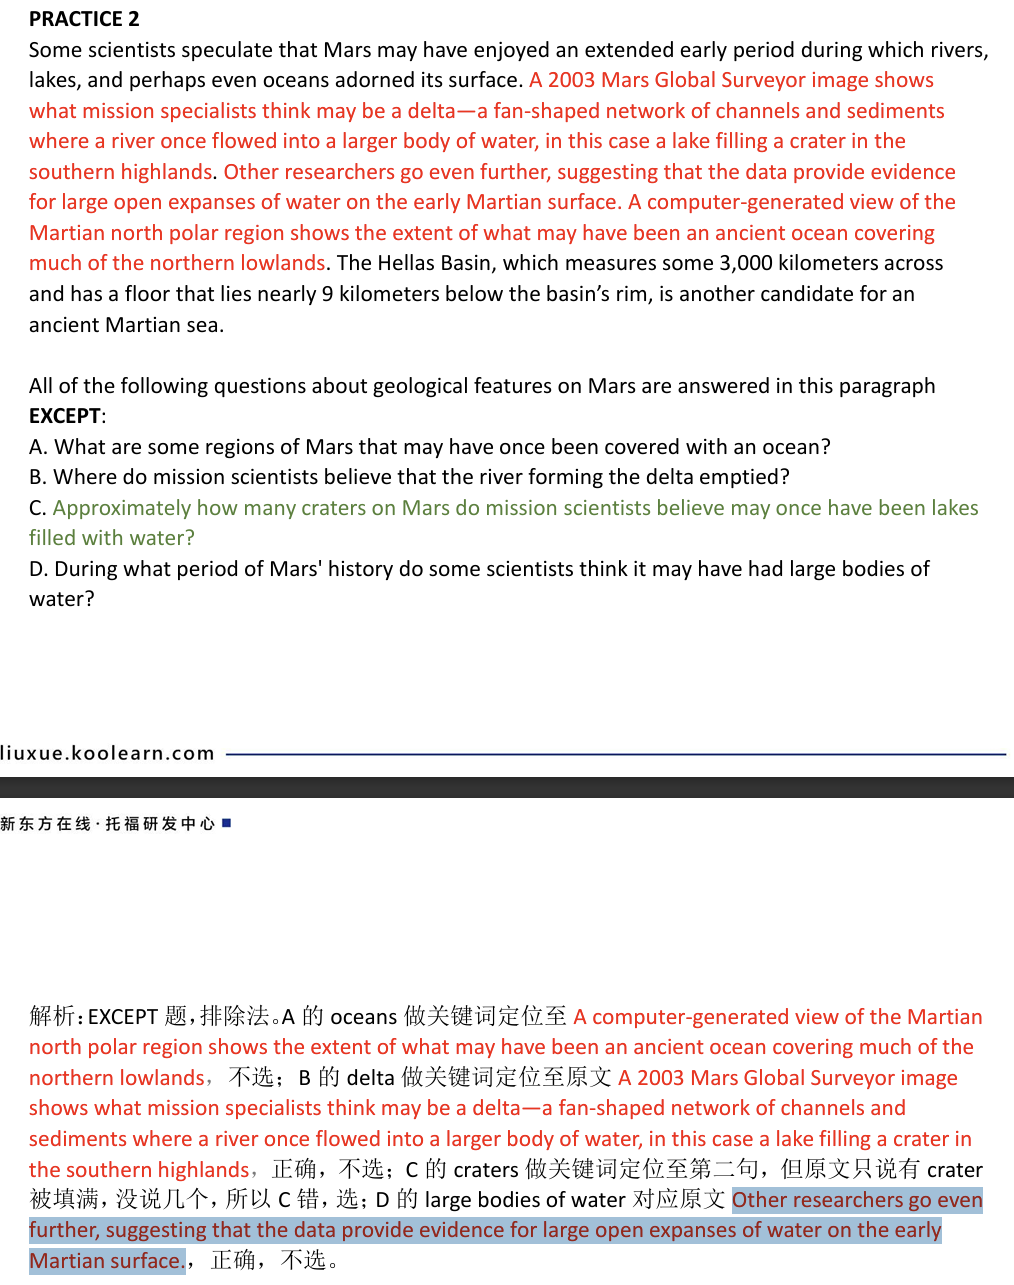 PRACTICE 2
Some scientists speculate that Mars may have enjoyed an extended early period during which rivers,
lakes, and perhaps even oceans adorned its surface. A 2003 Mars Global Surveyor image shows
what mission specialists think may be a delta—a fan-shaped network of channels and sediments
where a river once flowed into a larger body of water, in this case a lake filling a crater in the
southern highlands. Other researchers go even further, suggesting that the data provide evidence
for large open expanses of water on the early Martian surface. A computer-generated view of the
Martian north polar region shows the extent of what may have been an ancient ocean covering
much of the northern lowlands. The Hellas Basin, which measures some 3,000 kilometers across
and has a floor that lies nearly 9 kilometers below the basin’s rim, is another candidate for an
ancient Martian sea.
All of the following questions about geological features on Mars are answered in this paragraph
EXCEPT:
A. What are some regions of Mars that may have once been covered with an ocean?
B. Where do mission scientists believe that the river forming the delta emptied?
C. Approximately how many craters on Mars do mission scientists believe may once have been lakes
filled with water?
D. During what period of Mars' history do some scientists think it may have had large bodies of
water?
liuxue.koolearn.com
新东方在线·托福研发中心
解析：EXCEPT 题，排除法。A 的 oceans 做关键词定位至 A computer-generated view of the Martian
north polar region shows the extent of what may have been an ancient ocean covering much of the
northern lowlands，不选；B 的 delta 做关键词定位至原文 A 2003 Mars Global Surveyor image
shows what mission specialists think may be a delta—a fan-shaped network of channels and
sediments where a river once flowed into a larger body of water, in this case a lake filling a crater in
the southern highlands，正确，不选；C 的 craters 做关键词定位至第二句，但原文只说有 crater
被填满，没说几个，所以 C 错，选；D 的 large bodies of water 对应原文 Other researchers go even
further, suggesting that the data provide evidence for large open expanses of water on the early
Martian surface.，正确，不选。